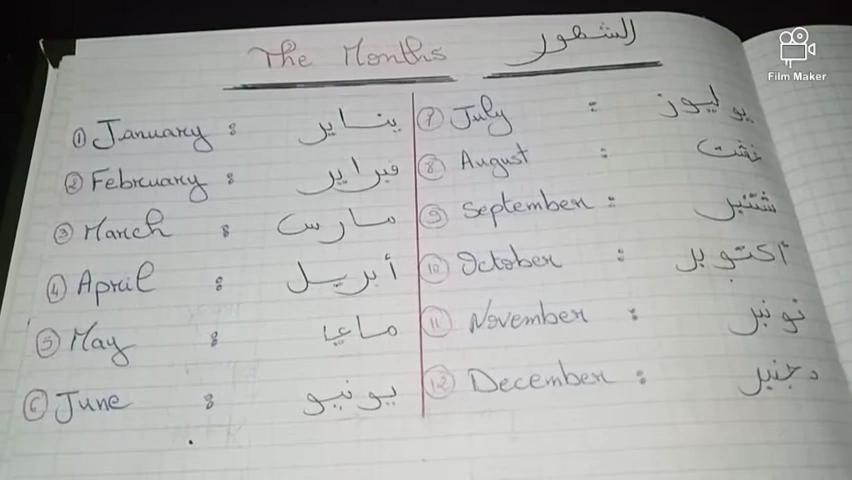 The Months الشهور
① January : يناير
② February : فبراير
③ March : مارس
④ April : أبريل
⑤ May : ماي
⑥ June : يونيو
⑦ July : يوليوز
⑧ August : غشت
⑨ September : شتنبر
⑩ October : أكتوبر
⑪ November : نونبر
⑫ December : دجنبر
Film Maker